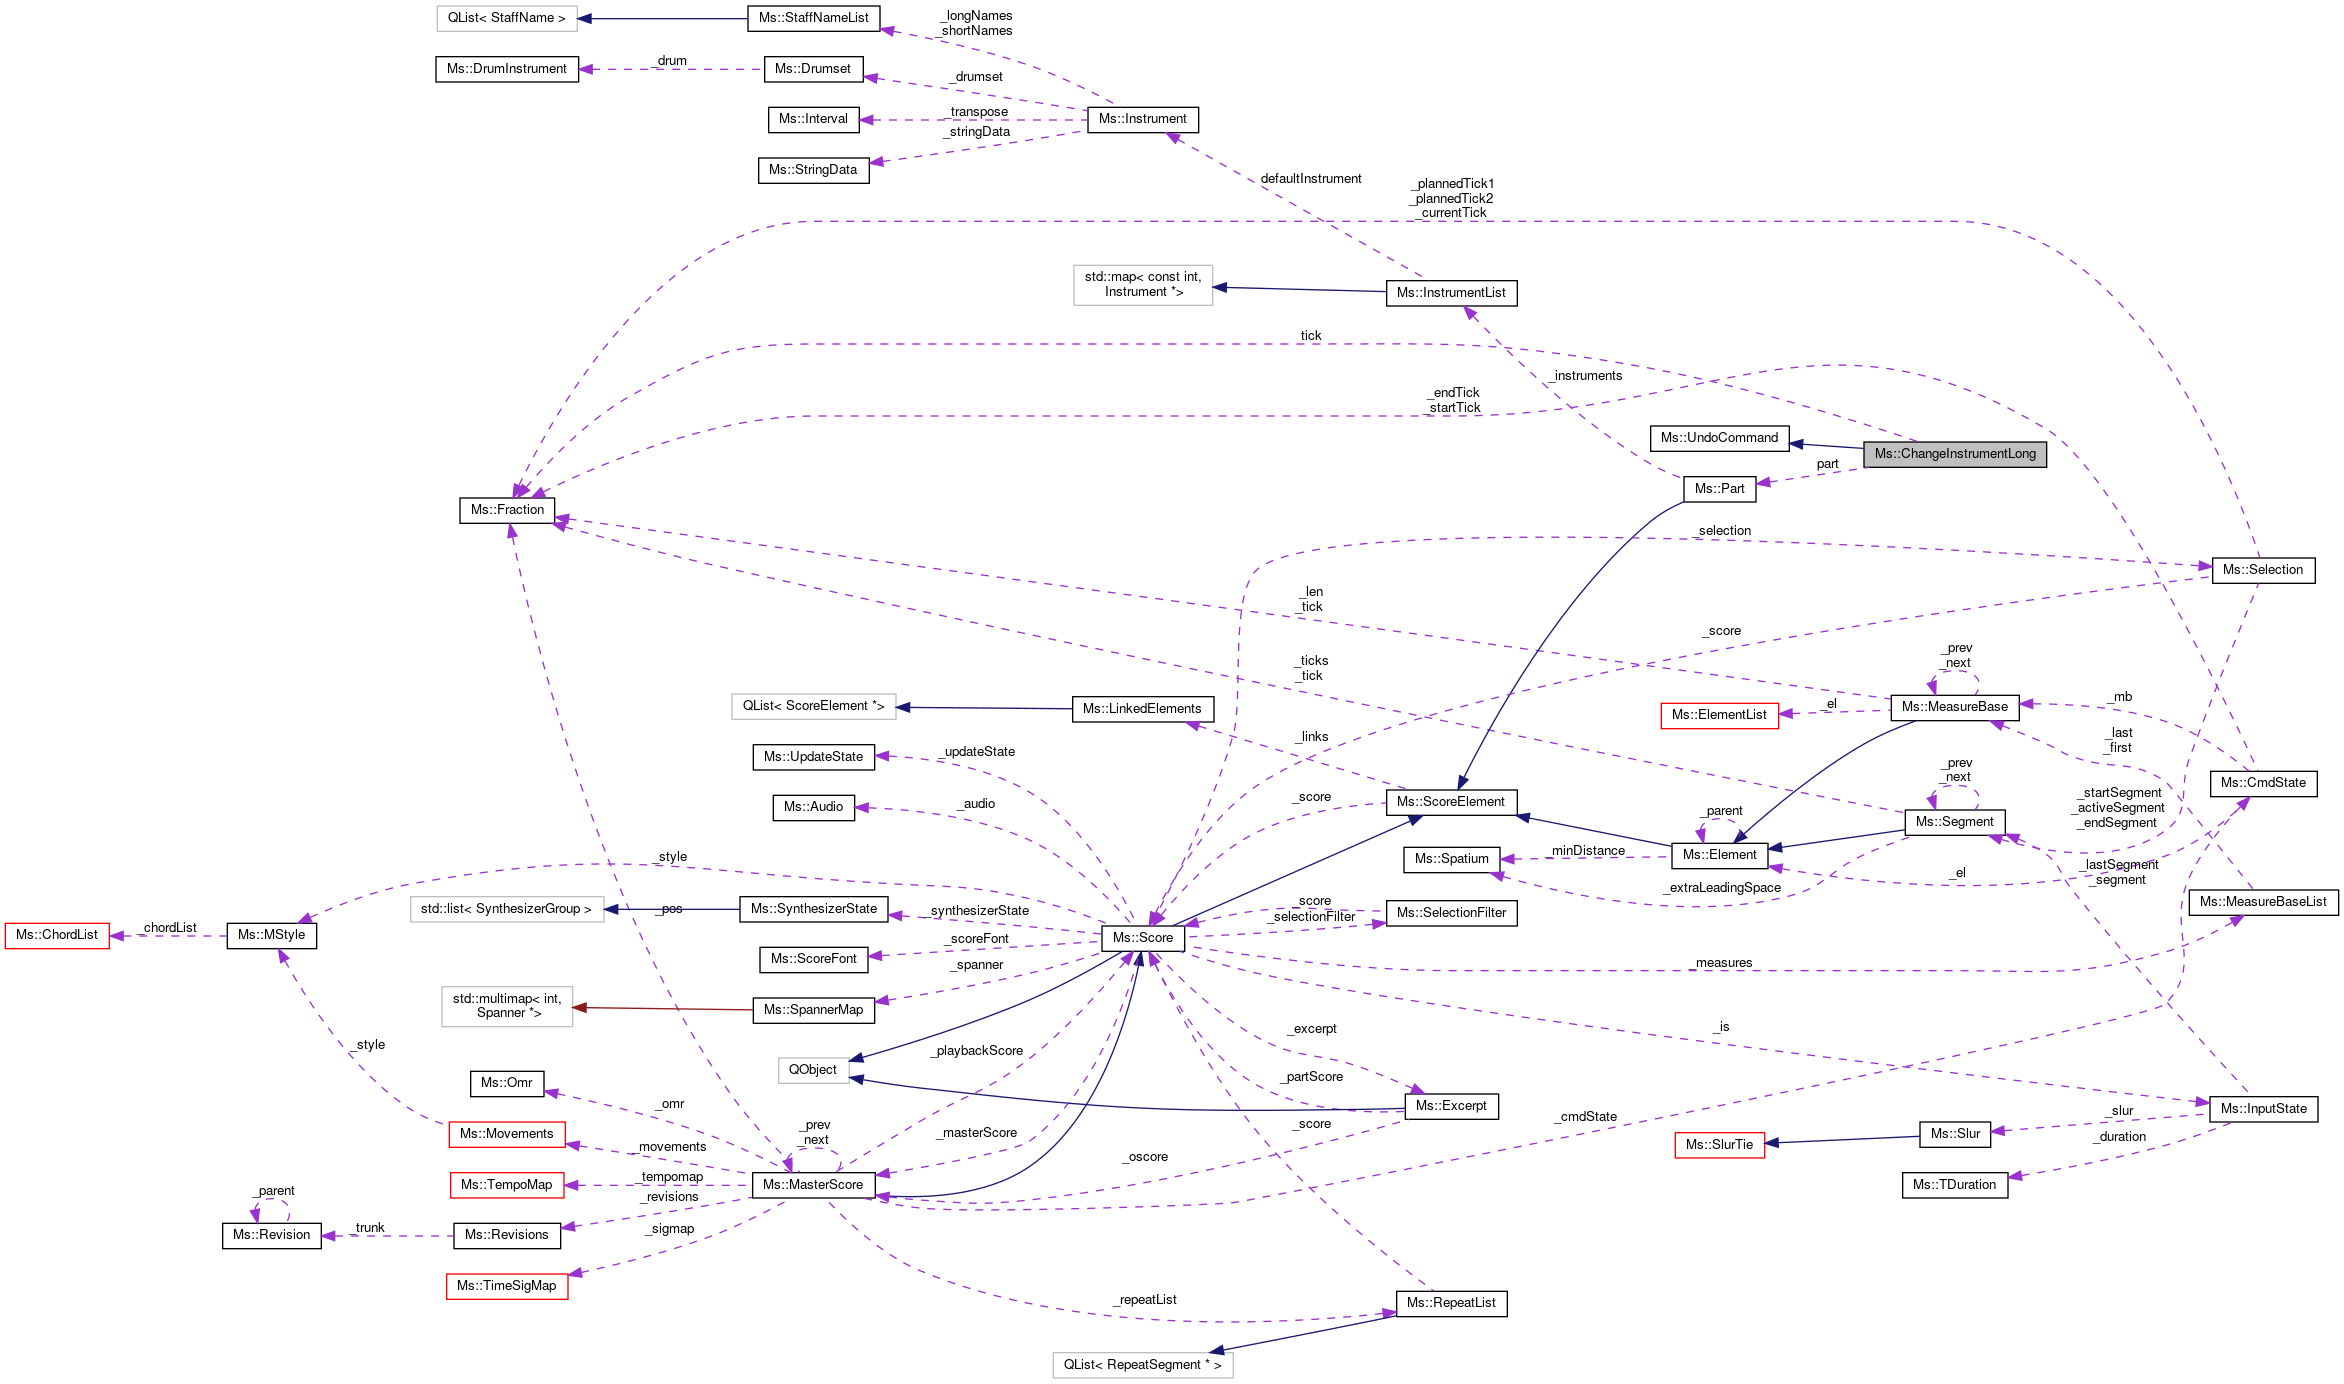 QList< StaffName >
Ms::StaffNameList
_longNames
_shortNames
Ms::DrumInstrument
_drum
Ms::Drumset
_drumset
Ms::Interval
_transpose
Ms::Instrument
_stringData
Ms::StringData
defaultInstrument
_plannedTick1
_plannedTick2
_currentTick
std::map< const int,
Instrument *>
Ms::InstrumentList
tick
_instruments
_endTick
_startTick
Ms::UndoCommand
Ms::ChangeInstrumentLong
part
Ms::Part
Ms::Fraction
_selection
Ms::Selection
_len
_tick
_score
_ticks
_tick
_prev
_next
QList< ScoreElement *>
Ms::LinkedElements
Ms::ElementList
_el
Ms::MeasureBase
_mb
_links
_last
_first
Ms::UpdateState
_updateState
_prev
_next
Ms::CmdState
Ms::Audio
_audio
_score
Ms::ScoreElement
_startSegment
_activeSegment
_endSegment
_parent
Ms::Segment
_style
Ms::Spatium
_minDistance
Ms::Element
_el
_lastSegment
_segment
_extraLeadingSpace
std::list< SynthesizerGroup >
Ms::SynthesizerState
_synthesizerState
_pos
_score
_selectionFilter
Ms::SelectionFilter
Ms::MeasureBaseList
Ms::ChordList
_chordList
Ms::MStyle
Ms::Score
_scoreFont
Ms::ScoreFont
_spanner
_measures
std::multimap< int,
Spanner *>
Ms::SpannerMap
_excerpt
_is
_style
_playbackScore
QObject
_partScore
Ms::Omr
_omr
Ms::Excerpt
Ms::InputState
_slur
_cmdState
_score
Ms::Movements
_prev
_next
_masterScore
Ms::SlurTie
Ms::Slur
_duration
_movements
_oscore
Ms::TempoMap
_tempomap
Ms::MasterScore
Ms::TDuration
_parent
_revisions
Ms::Revision
_trunk
Ms::Revisions
_sigmap
Ms::TimeSigMap
_repeatList
Ms::RepeatList
QList< RepeatSegment * >